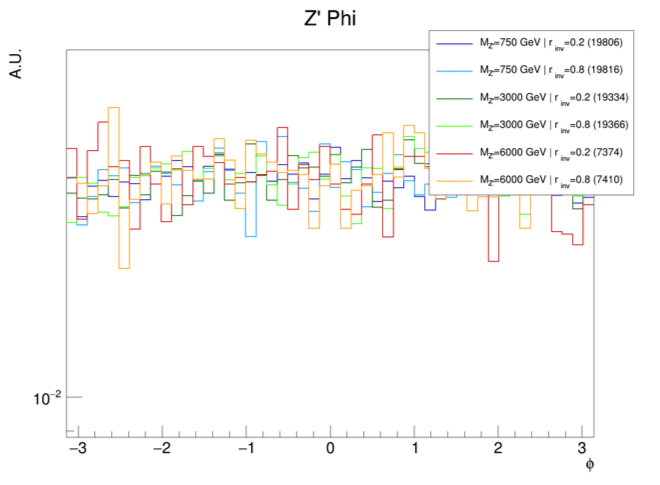 Z' Phi
A.U.
M_Z=750 GeV | r_inv=0.2 (19806)
M_Z=750 GeV | r_inv=0.8 (19816)
M_Z=3000 GeV | r_inv=0.2 (19334)
M_Z=3000 GeV | r_inv=0.8 (19366)
M_Z=6000 GeV | r_inv=0.2 (7374)
M_Z=6000 GeV | r_inv=0.8 (7410)
10⁻²
−3 −2 −1 0 1 2 3
ϕ